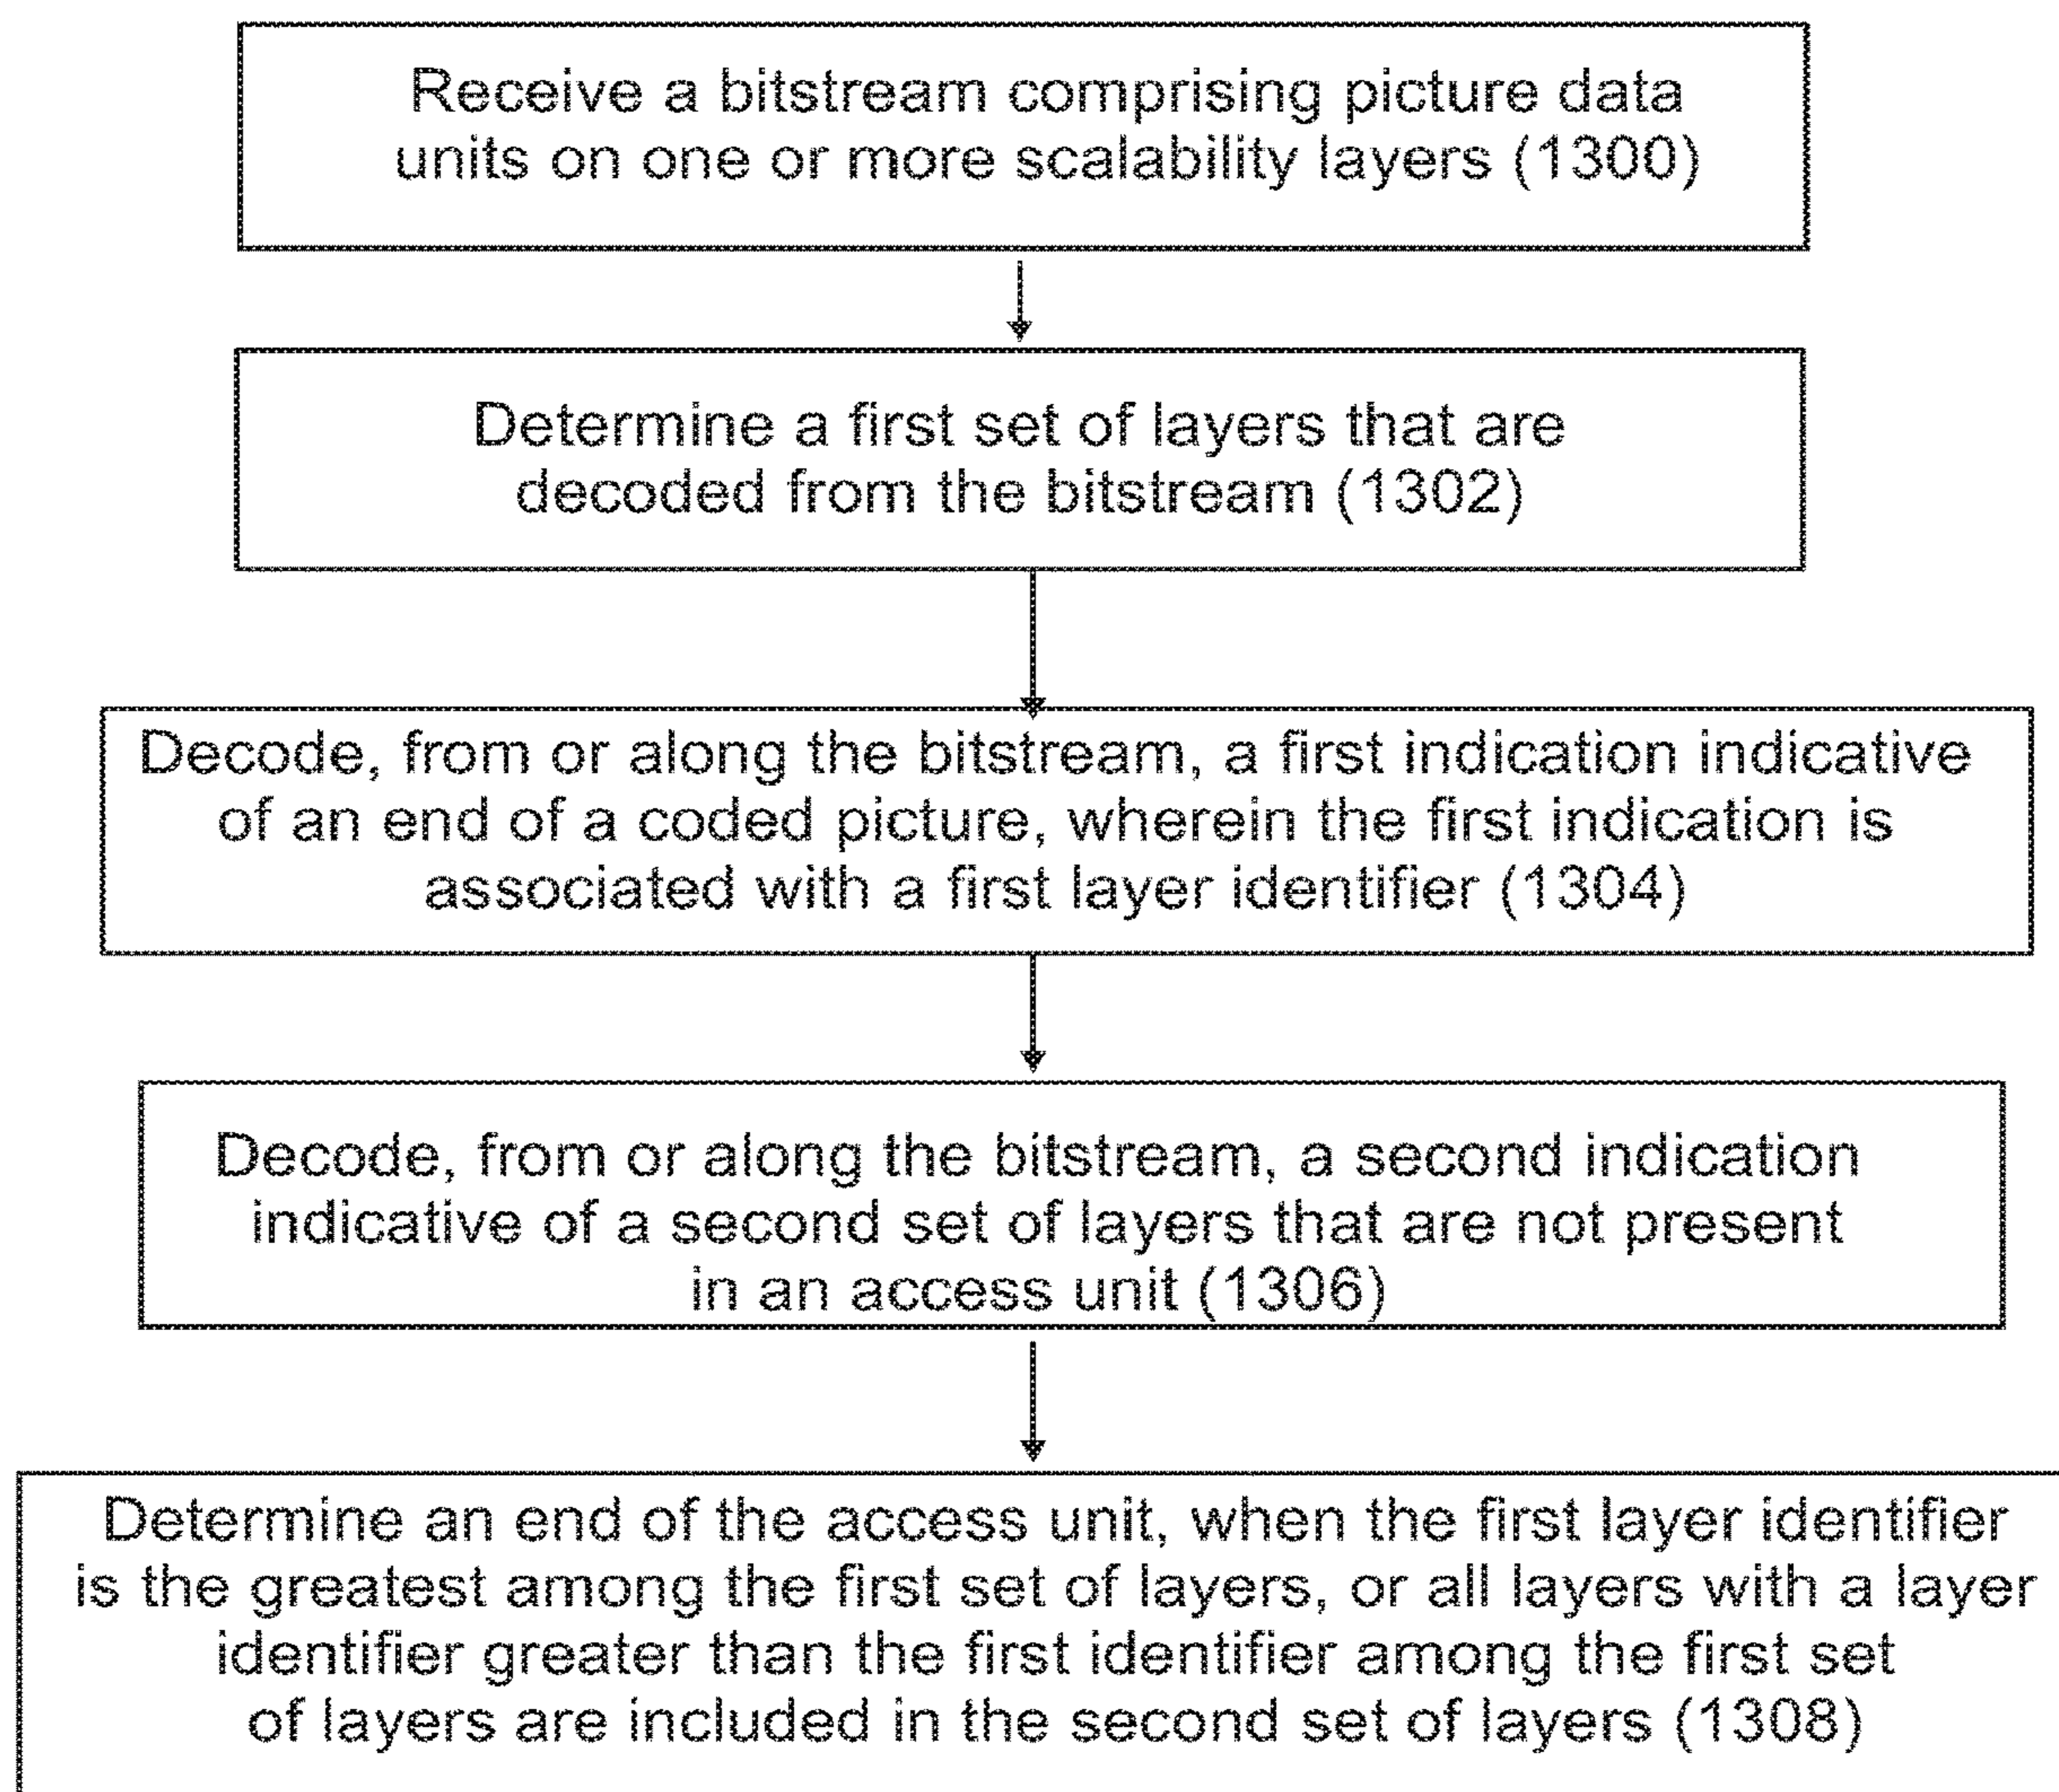 Receive a bitstream comprising picture data
units on one or more scalability layers (1300)
Determine a first set of layers that are
decoded from the bitstream (1302)
Decode, from or along the bitstream, a first indication indicative
of an end of a coded picture, wherein the first indication is
associated with a first layer identifier (1304)
Decode, from or along the bitstream, a second indication
indicative of a second set of layers that are not present
in an access unit (1306)
Determine an end of the access unit, when the first layer identifier
is the greatest among the first set of layers, or all layers with a layer
identifier greater than the first identifier among the first set
of layers are included in the second set of layers (1308)